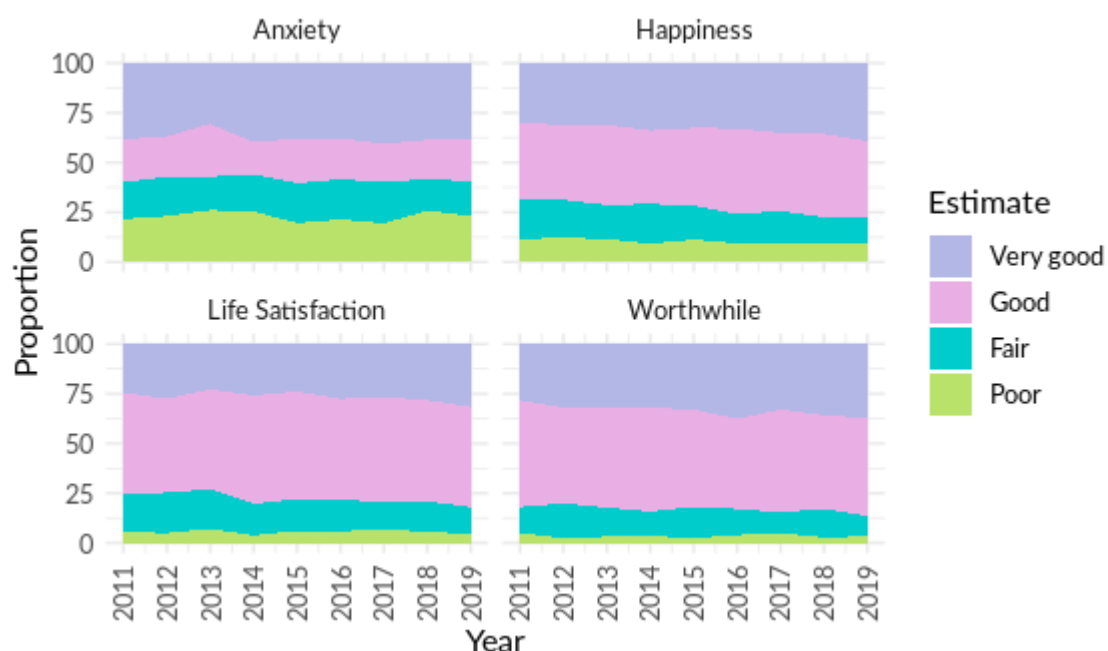 Anxiety
Happiness
100
75
50
25
0
Life Satisfaction
Worthwhile
100
75
50
25
0
Proportion
2011 2012 2013 2014 2015 2016 2017 2018 2019
2011 2012 2013 2014 2015 2016 2017 2018 2019
Year
Estimate
Very good
Good
Fair
Poor